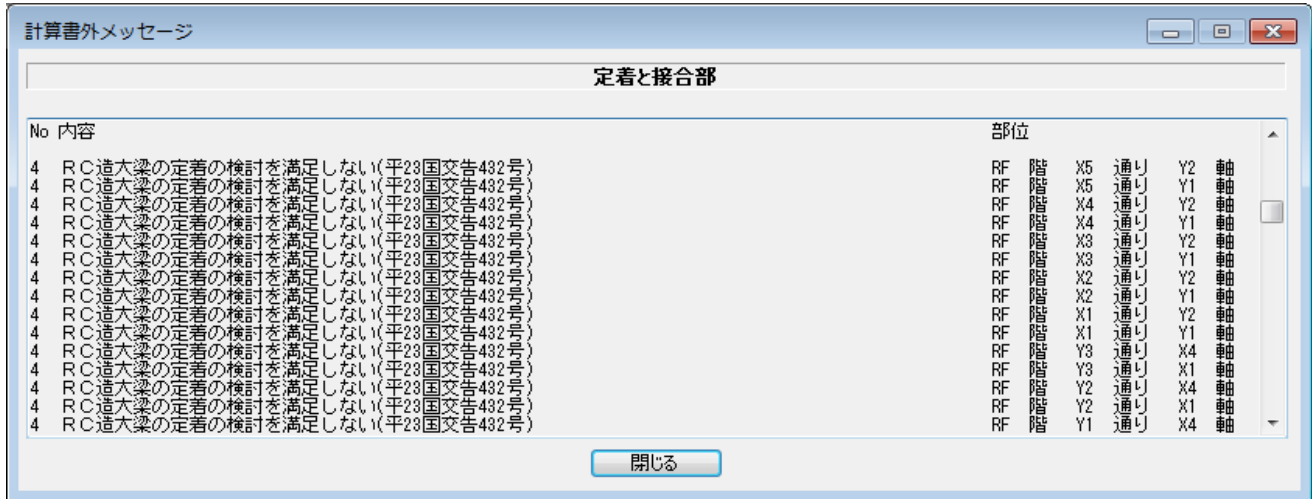 計算書外メッセージ
定着と接合部
No 内容 部位
4 RC造大梁の定着の検討を満足しない(平23国交告432号) RF 階 X5 通り Y2 軸
4 RC造大梁の定着の検討を満足しない(平23国交告432号) RF 階 X5 通り Y1 軸
4 RC造大梁の定着の検討を満足しない(平23国交告432号) RF 階 X4 通り Y2 軸
4 RC造大梁の定着の検討を満足しない(平23国交告432号) RF 階 X4 通り Y1 軸
4 RC造大梁の定着の検討を満足しない(平23国交告432号) RF 階 X3 通り Y2 軸
4 RC造大梁の定着の検討を満足しない(平23国交告432号) RF 階 X3 通り Y1 軸
4 RC造大梁の定着の検討を満足しない(平23国交告432号) RF 階 X2 通り Y2 軸
4 RC造大梁の定着の検討を満足しない(平23国交告432号) RF 階 X2 通り Y1 軸
4 RC造大梁の定着の検討を満足しない(平23国交告432号) RF 階 X1 通り Y2 軸
4 RC造大梁の定着の検討を満足しない(平23国交告432号) RF 階 X1 通り Y1 軸
4 RC造大梁の定着の検討を満足しない(平23国交告432号) RF 階 Y3 通り X4 軸
4 RC造大梁の定着の検討を満足しない(平23国交告432号) RF 階 Y3 通り X1 軸
4 RC造大梁の定着の検討を満足しない(平23国交告432号) RF 階 Y2 通り X4 軸
4 RC造大梁の定着の検討を満足しない(平23国交告432号) RF 階 Y2 通り X1 軸
4 RC造大梁の定着の検討を満足しない(平23国交告432号) RF 階 Y1 通り X4 軸
閉じる